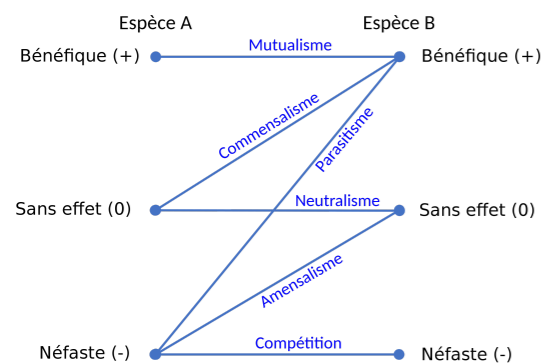 Espèce A Espèce B
Bénéfique (+) Mutualisme Bénéfique (+)
Commensalisme
Parasitisme
Sans effet (0) Neutralisme Sans effet (0)
Amensalisme
Néfaste (-) Compétition Néfaste (-)